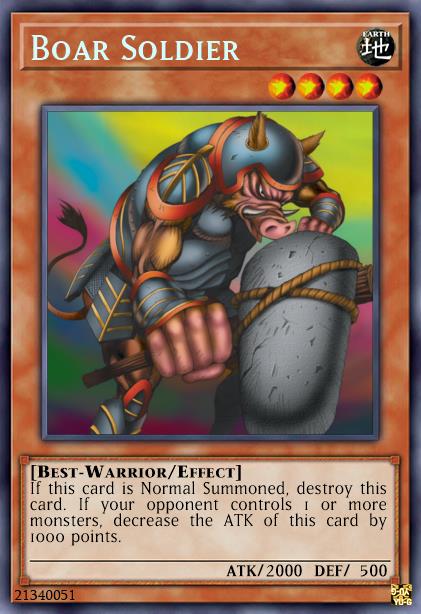 Boar Soldier
EARTH
地
[Best-Warrior/Effect]
If this card is Normal Summoned, destroy this
card. If your opponent controls 1 or more
monsters, decrease the ATK of this card by
1000 points.
ATK/2000 DEF/ 500
21340051